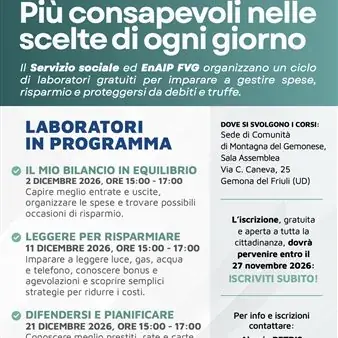 Più consapevoli nelle
scelte di ogni giorno
Il Servizio sociale ed EnAIP FVG organizzano un ciclo
di laboratori gratuiti per imparare a gestire spese,
risparmio e proteggersi da debiti e truffe.
LABORATORI
IN PROGRAMMA
IL MIO BILANCIO IN EQUILIBRIO
2 DICEMBRE 2026, ORE 15:00 - 17:00
Capire meglio entrate e uscite,
organizzare le spese e trovare possibili
occasioni di risparmio.
LEGGERE PER RISPARMIARE
11 DICEMBRE 2026, ORE 15:00 - 17:00
Imparare a leggere luce, gas, acqua
e telefono, conoscere bonus e
agevolazioni e scoprire semplici
strategie per ridurre i costi.
DIFENDERSI E PIANIFICARE
21 DICEMBRE 2026, ORE 15:00 - 17:00
Conoscere meglio prestiti, rate e carte
DOVE SI SVOLGONO I CORSI:
Sede di Comunità
di Montagna del Gemonese,
Sala Assemblea
Via C. Caneva, 25
Gemona del Friuli (UD)
L'iscrizione, gratuita
e aperta a tutta la
cittadinanza, dovrà
pervenire entro il
27 novembre 2026:
ISCRIVITI SUBITO!
Per info e iscrizioni
contattare: